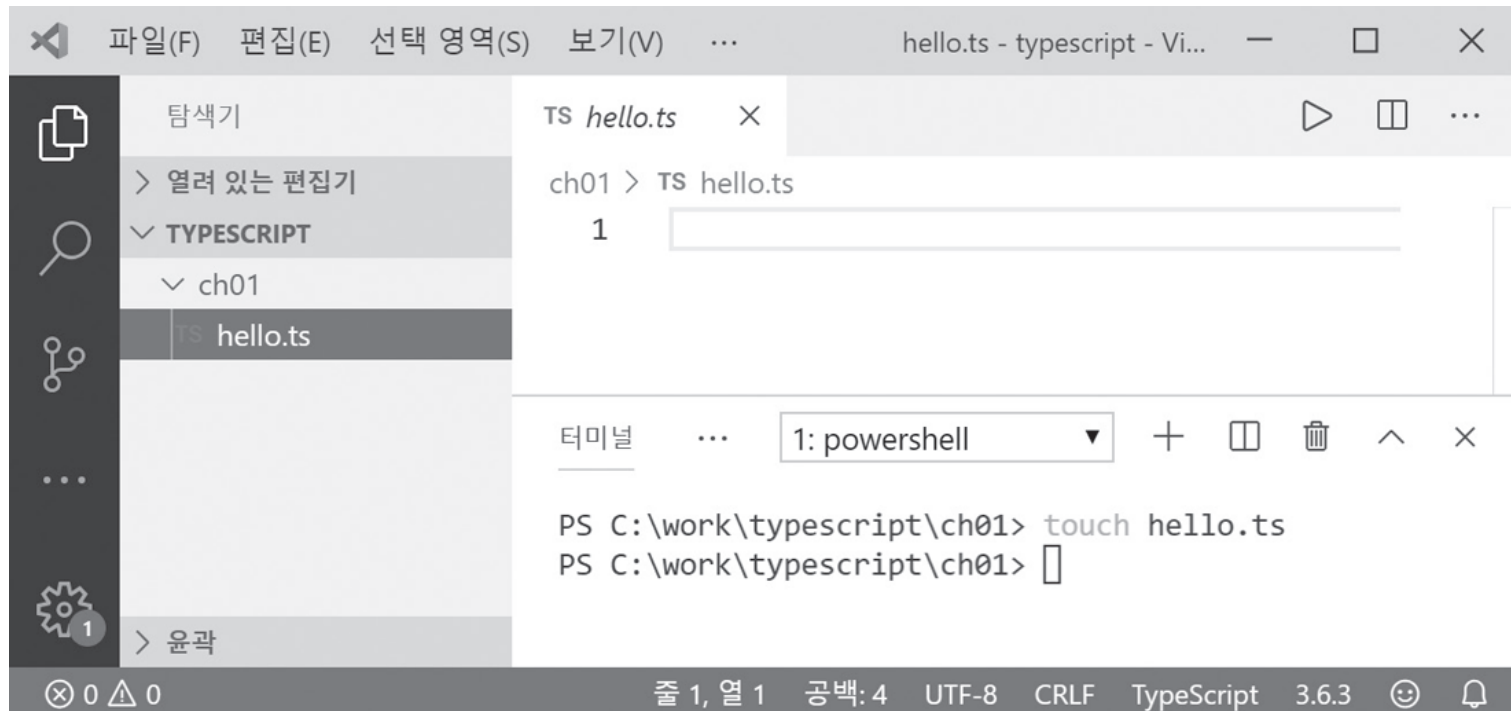 파일(F) 편집(E) 선택 영역(S) 보기(V) ... hello.ts - typescript - Vi...
탐색기
> 열려 있는 편집기
TYPESCRIPT
ch01
TS hello.ts
> 윤곽
TS hello.ts
ch01 > TS hello.ts
1
터미널 ... 1: powershell
PS C:\work\typescript\ch01> touch hello.ts
PS C:\work\typescript\ch01>
1
0 0 줄 1, 열 1 공백: 4 UTF-8 CRLF TypeScript 3.6.3